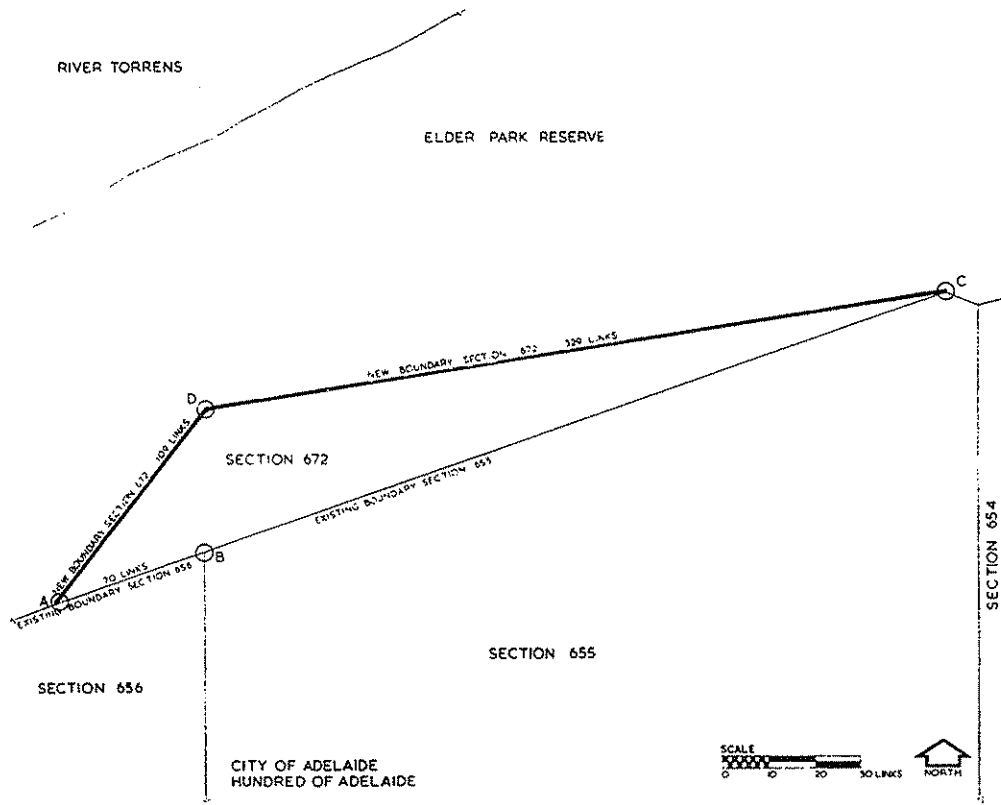 RIVER TORRENS
ELDER PARK RESERVE
C
NEW BOUNDARY SECTION 672 329 LINKS
D
NEW BOUNDARY SECTION 672 109 LINKS
SECTION 672
EXISTING BOUNDARY SECTION 655
B
70 LINKS
A
EXISTING BOUNDARY SECTION 656
SECTION 654
SECTION 655
SECTION 656
CITY OF ADELAIDE
HUNDRED OF ADELAIDE
SCALE
0 10 20 30 LINKS
NORTH